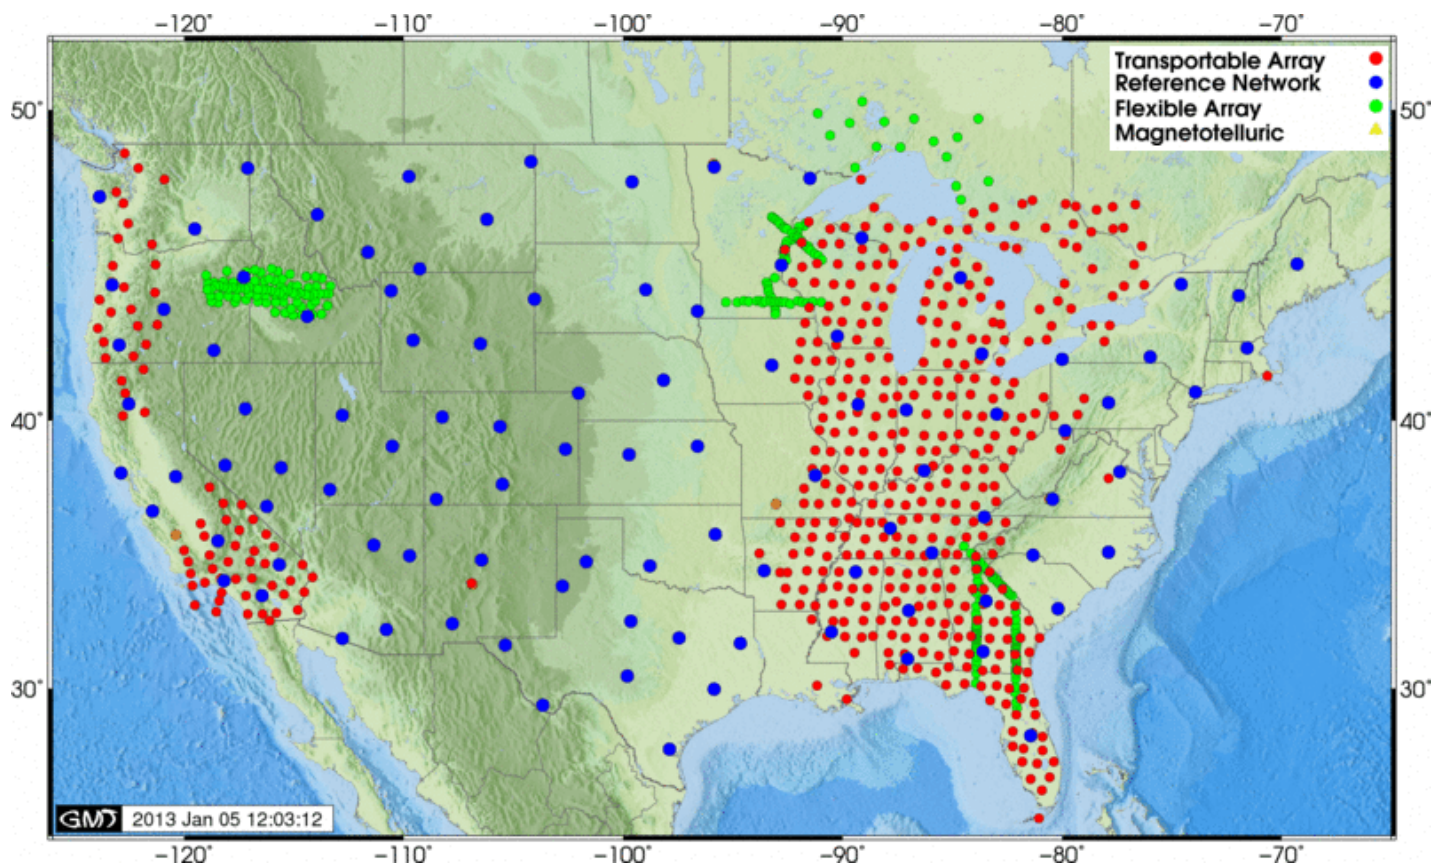 −120° −110° −100° −90° −80° −70°
Transportable Array
Reference Network
50° Flexible Array 50°
Magnetotelluric
40° 40°
30° 30°
GMT 2013 Jan 05 12:03:12
−120° −110° −100° −90° −80° −70°